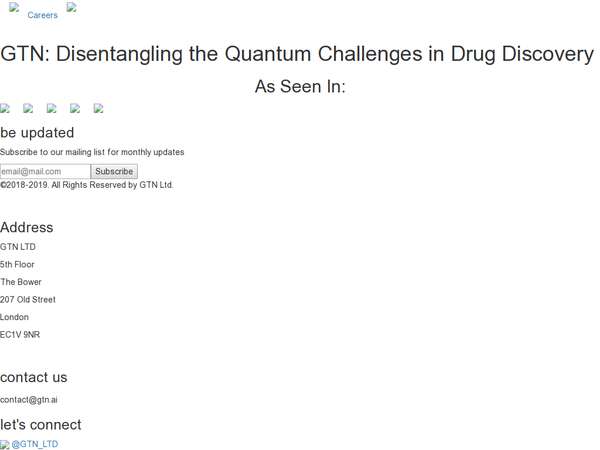 Careers
GTN: Disentangling the Quantum Challenges in Drug Discovery
As Seen In:
be updated
Subscribe to our mailing list for monthly updates
email@mail.com Subscribe
©2018-2019. All Rights Reserved by GTN Ltd.
Address
GTN LTD
5th Floor
The Bower
207 Old Street
London
EC1V 9NR
contact us
contact@gtn.ai
let's connect
@GTN_LTD